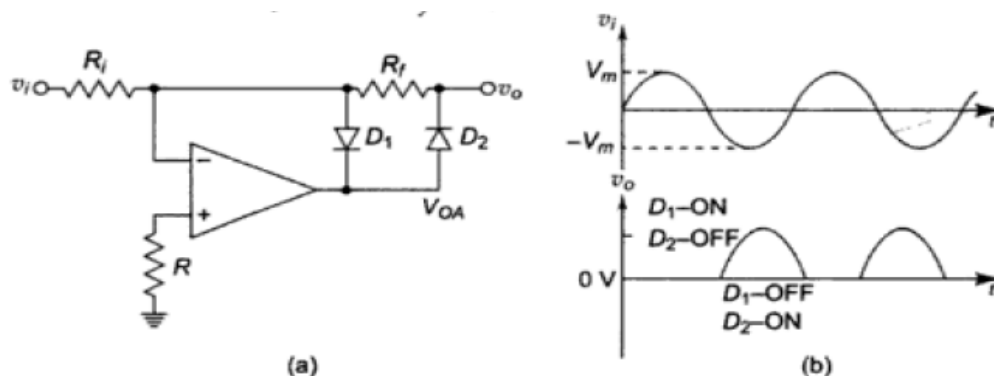 v_i R_i R_f v_o
D_1 D_2
−
+
V_OA
R
(a)
v_i
V_m
t
−V_m
v_o
D_1–ON
D_2–OFF
0 V
t
D_1–OFF
D_2–ON
(b)